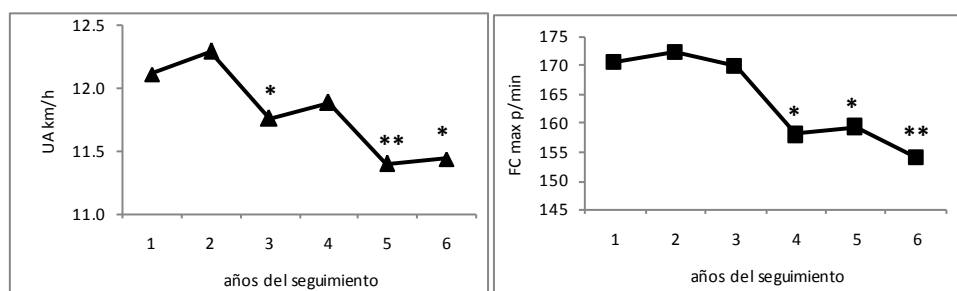 UA km/h
12.5
12.0
11.5
11.0
*
**
*
1 2 3 4 5 6
años del seguimiento
FC max p/min
175
170
165
160
155
150
145
*
*
**
1 2 3 4 5 6
años del seguimiento